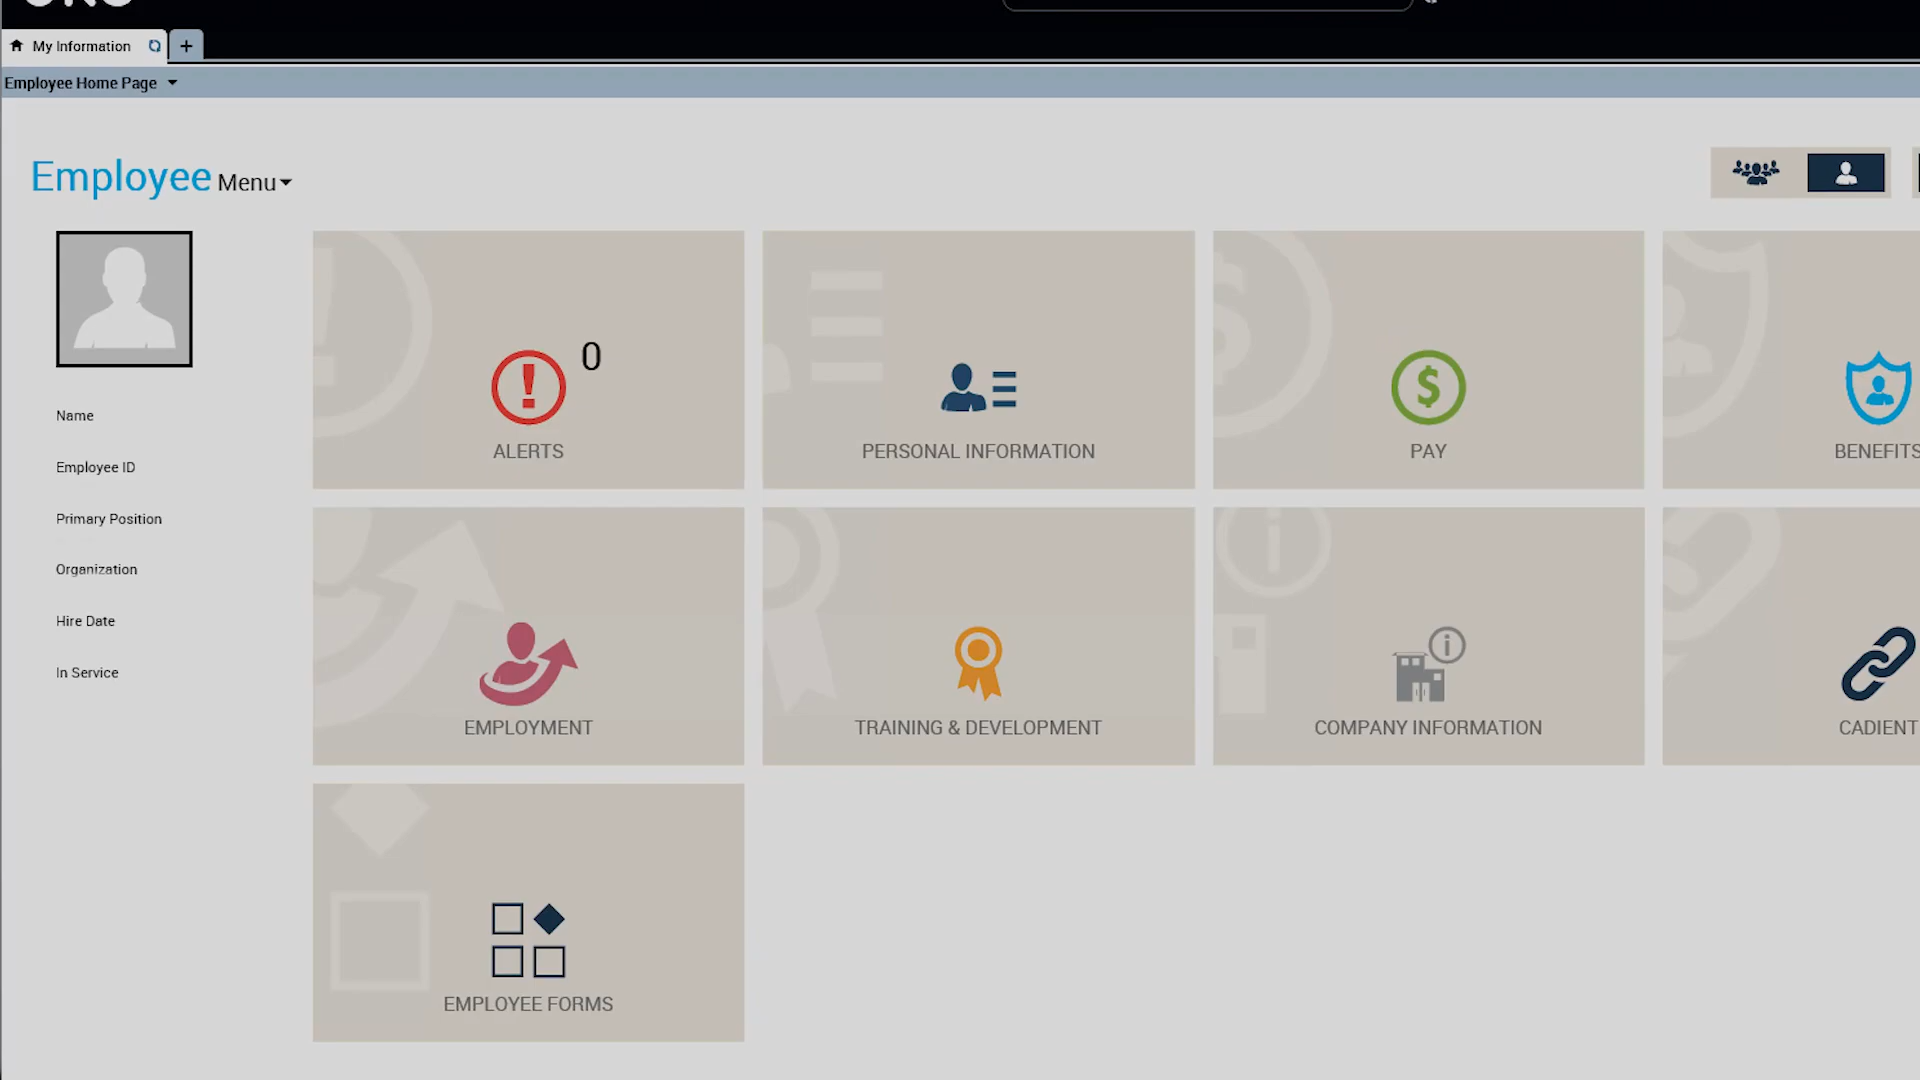 My Information
+
Employee Home Page
Employee Menu
Name
Employee ID
Primary Position
Organization
Hire Date
In Service
0
ALERTS
PERSONAL INFORMATION
PAY
BENEFITS
EMPLOYMENT
TRAINING & DEVELOPMENT
COMPANY INFORMATION
CADIENT
EMPLOYEE FORMS